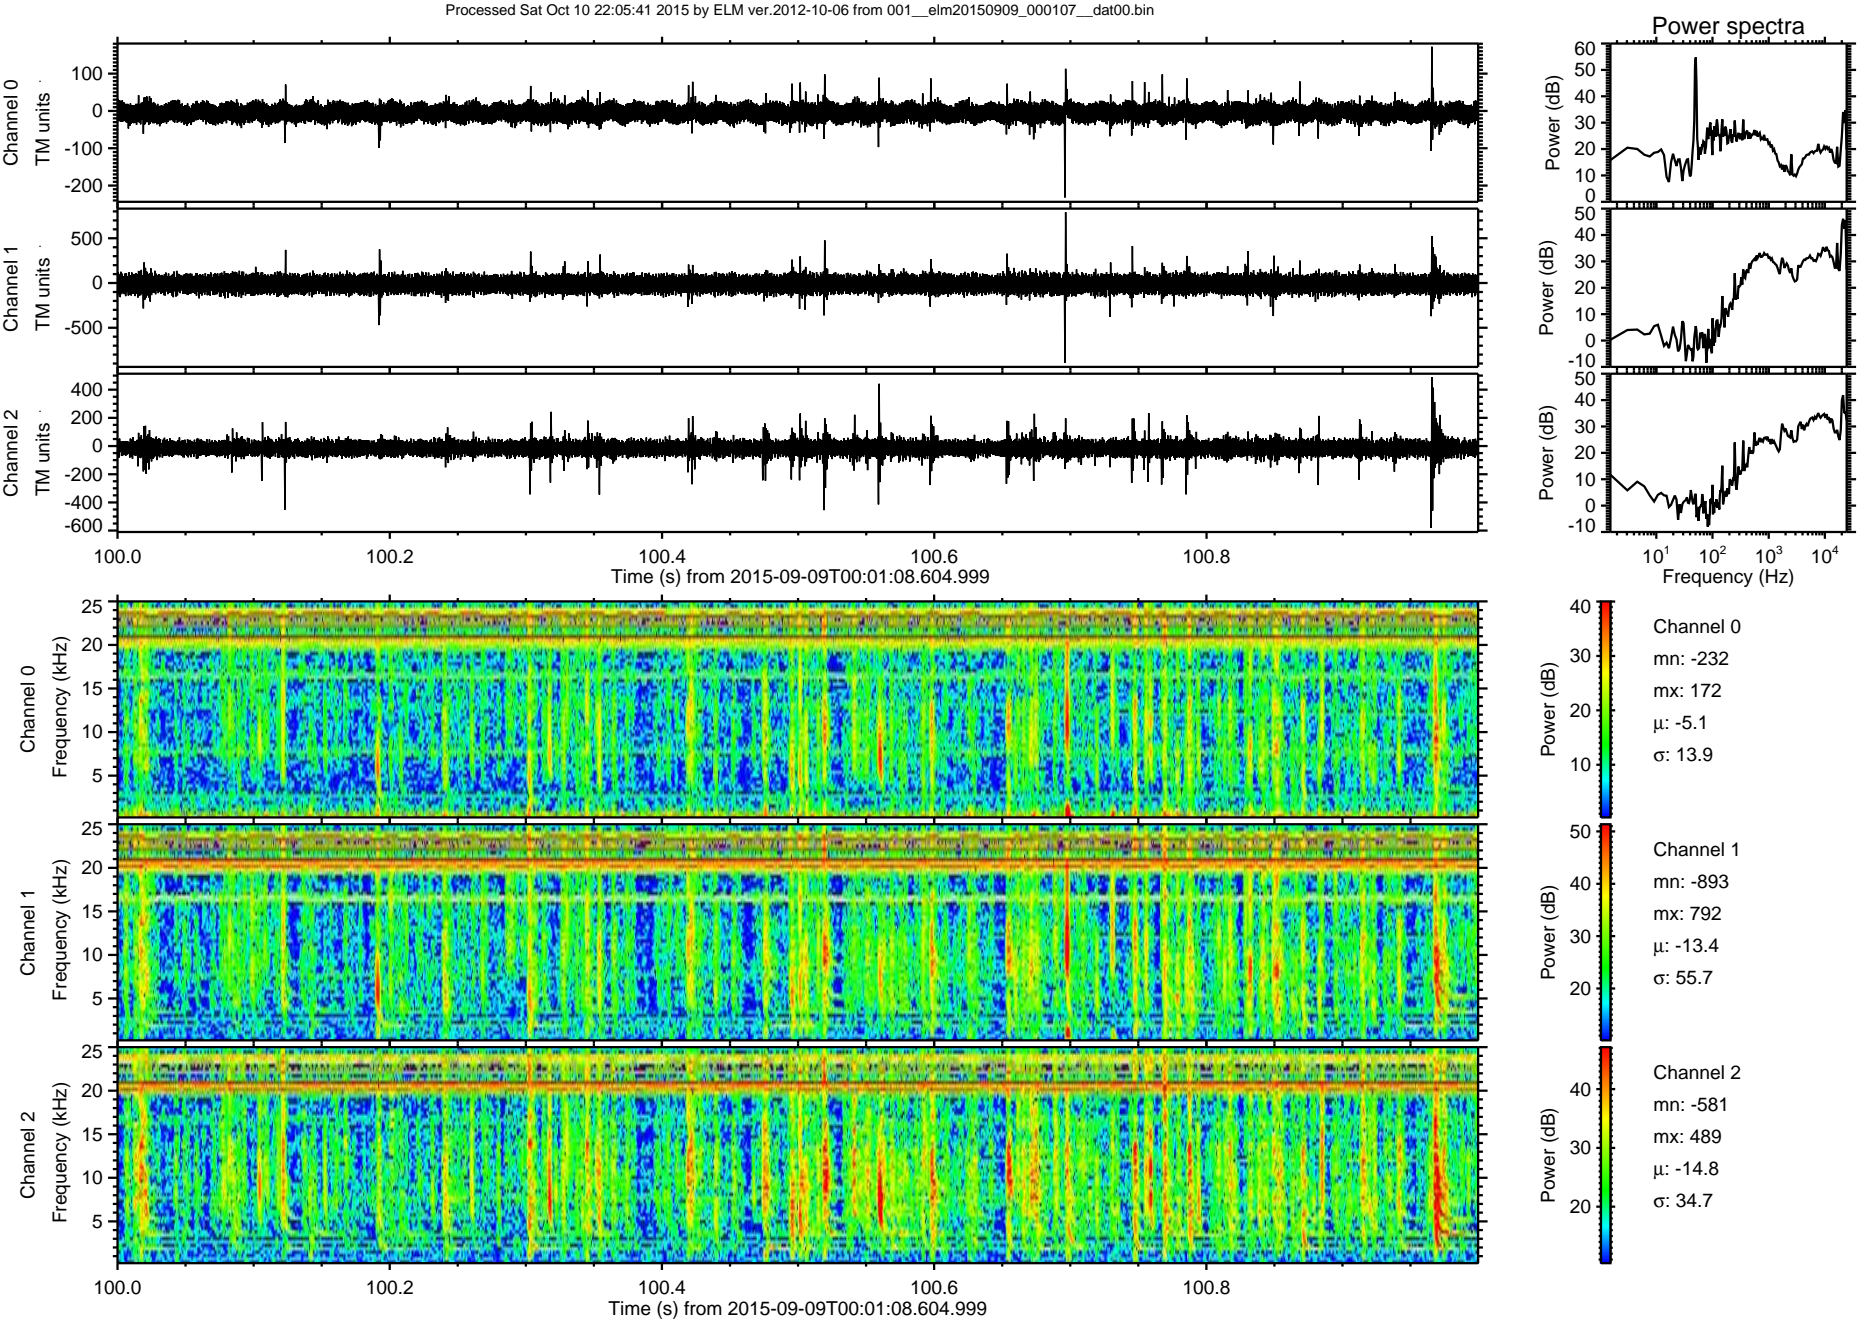 Processed Sat Oct 10 22:05:41 2015 by ELM ver.2012-10-06 from 001__elm20150909_000107__dat00.bin
Power spectra
Channel 0
TM units
100
0
-100
-200
Power (dB)
60
50
40
30
20
10
0
Channel 1
TM units
500
0
-500
Power (dB)
50
40
30
20
10
0
-10
Channel 2
TM units
400
200
0
-200
-400
-600
Power (dB)
50
40
30
20
10
0
-10
100.0 100.2 100.4 100.6 100.8
Time (s) from 2015-09-09T00:01:08.604.999
10^1 10^2 10^3 10^4
Frequency (Hz)
Channel 0
Frequency (kHz)
25
20
15
10
5
Power (dB)
40
30
20
10
Channel 0
mn: -232
mx: 172
μ: -5.1
σ: 13.9
Channel 1
Frequency (kHz)
25
20
15
10
5
Power (dB)
50
40
30
20
Channel 1
mn: -893
mx: 792
μ: -13.4
σ: 55.7
Channel 2
Frequency (kHz)
25
20
15
10
5
Power (dB)
40
30
20
Channel 2
mn: -581
mx: 489
μ: -14.8
σ: 34.7
100.0 100.2 100.4 100.6 100.8
Time (s) from 2015-09-09T00:01:08.604.999